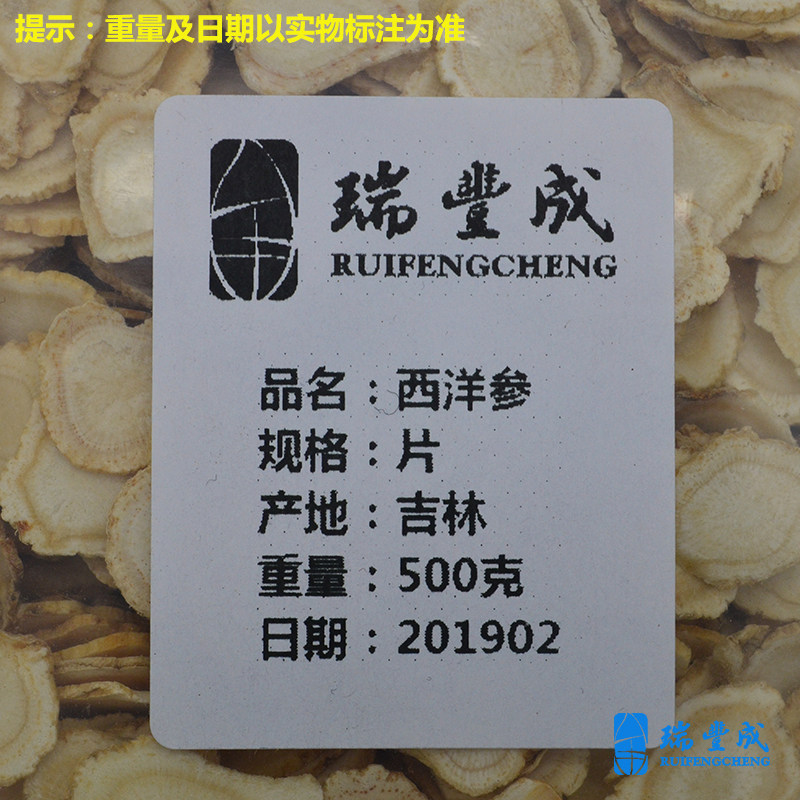 提示：重量及日期以实物标注为准
瑞豐成
RUIFENGCHENG
品名：西洋參
规格：片
产地：吉林
重量：500克
日期：201902
瑞豐成
RUIFENGCHENG